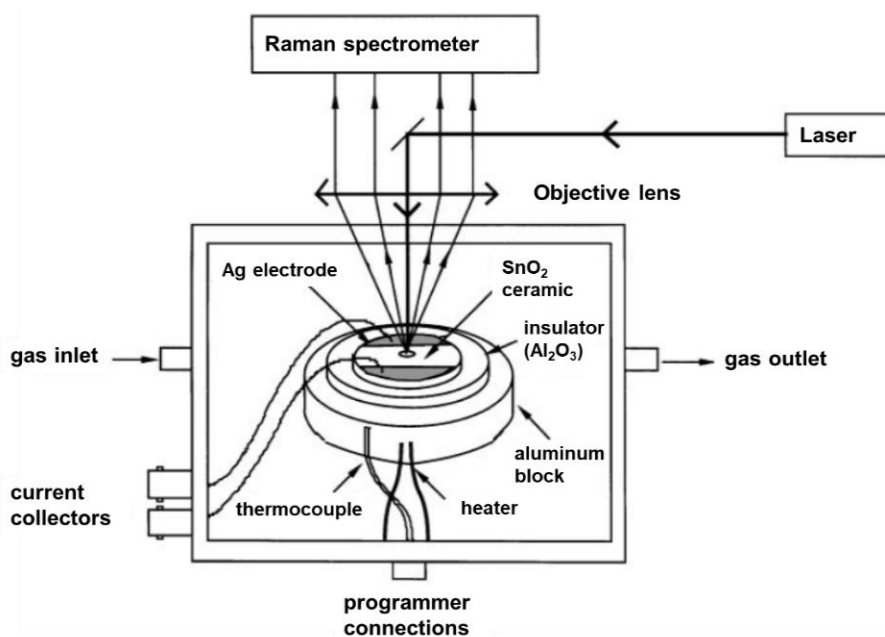 Raman spectrometer
Laser
Objective lens
Ag electrode
SnO₂
ceramic
insulator
(Al₂O₃)
gas inlet
gas outlet
aluminum
block
current
collectors
thermocouple
heater
programmer
connections